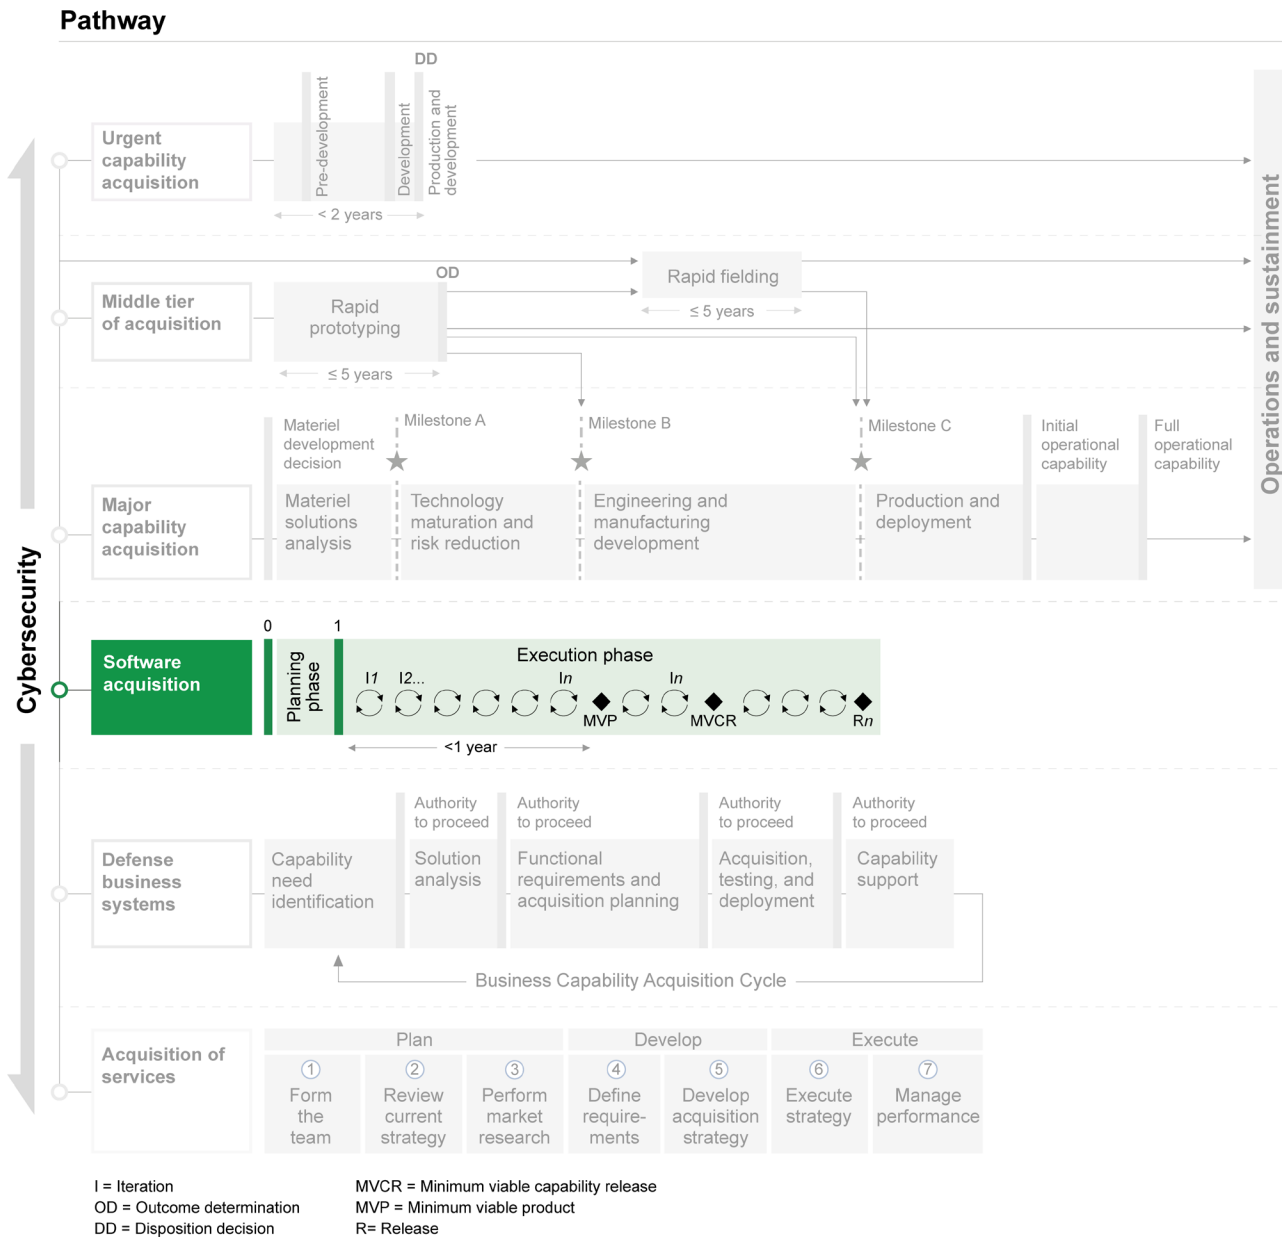 Pathway
DD
Urgent
capability
acquisition
Pre-development
Development
Production and
development
< 2 years
Operations and sustainment
OD
Rapid fielding
≤ 5 years
Middle tier
of acquisition
Rapid
prototyping
≤ 5 years
Materiel
development
decision
Milestone A
Milestone B
Milestone C
Initial
operational
capability
Full
operational
capability
Major
capability
acquisition
Materiel
solutions
analysis
Technology
maturation and
risk reduction
Engineering and
manufacturing
development
Production and
deployment
Cybersecurity
0
1
Software
acquisition
Planning
phase
Execution phase
I1
I2...
In
In
MVP
MVCR
Rn
<1 year
Authority
to proceed
Authority
to proceed
Authority
to proceed
Authority
to proceed
Defense
business
systems
Capability
need
identification
Solution
analysis
Functional
requirements and
acquisition planning
Acquisition,
testing, and
deployment
Capability
support
Business Capability Acquisition Cycle
Acquisition of
services
Plan
Develop
Execute
1
Form
the
team
2
Review
current
strategy
3
Perform
market
research
4
Define
require-
ments
5
Develop
acquisition
strategy
6
Execute
strategy
7
Manage
performance
I = Iteration
OD = Outcome determination
DD = Disposition decision
MVCR = Minimum viable capability release
MVP = Minimum viable product
R= Release